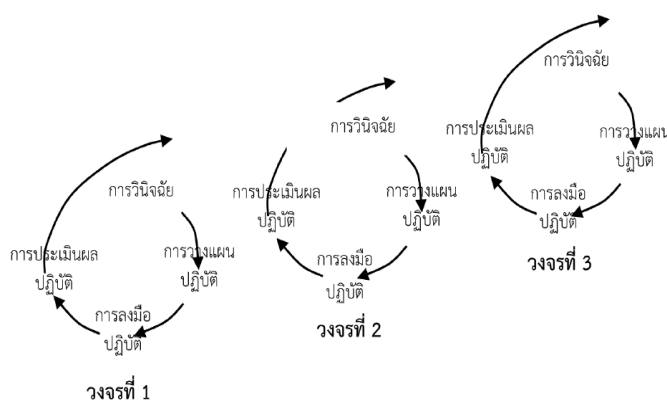 การวินิจฉัย
การประเมินผล
ปฏิบัติ
การวางแผน
ปฏิบัติ
การลงมือ
ปฏิบัติ
วงจรที่ 1
การวินิจฉัย
การประเมินผล
ปฏิบัติ
การวางแผน
ปฏิบัติ
การลงมือ
ปฏิบัติ
วงจรที่ 2
การวินิจฉัย
การประเมินผล
ปฏิบัติ
การวางแผน
ปฏิบัติ
การลงมือ
ปฏิบัติ
วงจรที่ 3